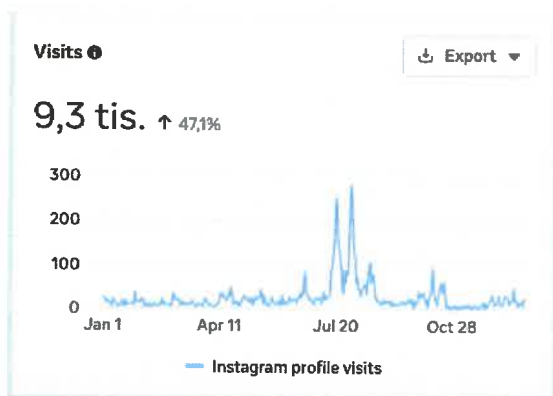 Visits
Export
9,3 tis. ↑ 47,1%
300
200
100
0
Jan 1 Apr 11 Jul 20 Oct 28
Instagram profile visits